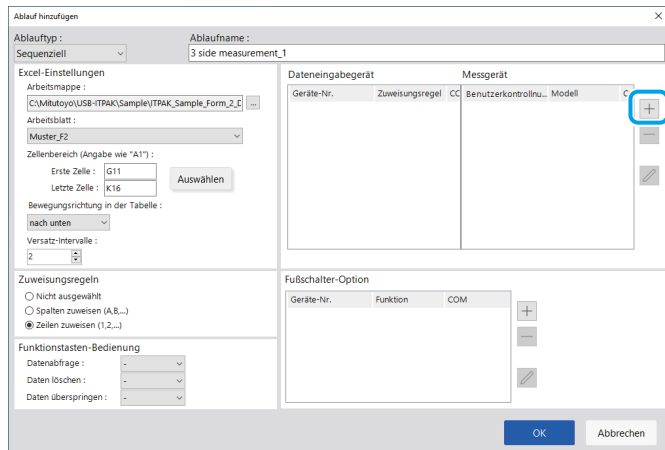 Ablauf hinzufügen
Ablauftyp :
Ablaufname :
Sequenziell
3 side measurement_1
Excel-Einstellungen
Arbeitsmappe :
C:\Mitutoyo\USB-ITPAK\Sample\ITPAK_Sample_Form_2_D
...
Arbeitsblatt :
Muster_F2
Zellenbereich (Angabe wie "A1") :
Erste Zelle : G11
Letzte Zelle : K16
Auswählen
Bewegungsrichtung in der Tabelle :
nach unten
Versatz-Intervalle :
2
Zuweisungsregeln
Nicht ausgewählt
Spalten zuweisen (A,B,...)
Zeilen zuweisen (1,2,...)
Funktionstasten-Bedienung
Datenabfrage : -
Daten löschen : -
Daten überspringen : -
Dateneingabegerät
Messgerät
Geräte-Nr. Zuweisungsregel CC Benutzerkontrollnu... Modell C
Fußschalter-Option
Geräte-Nr. Funktion COM
OK Abbrechen